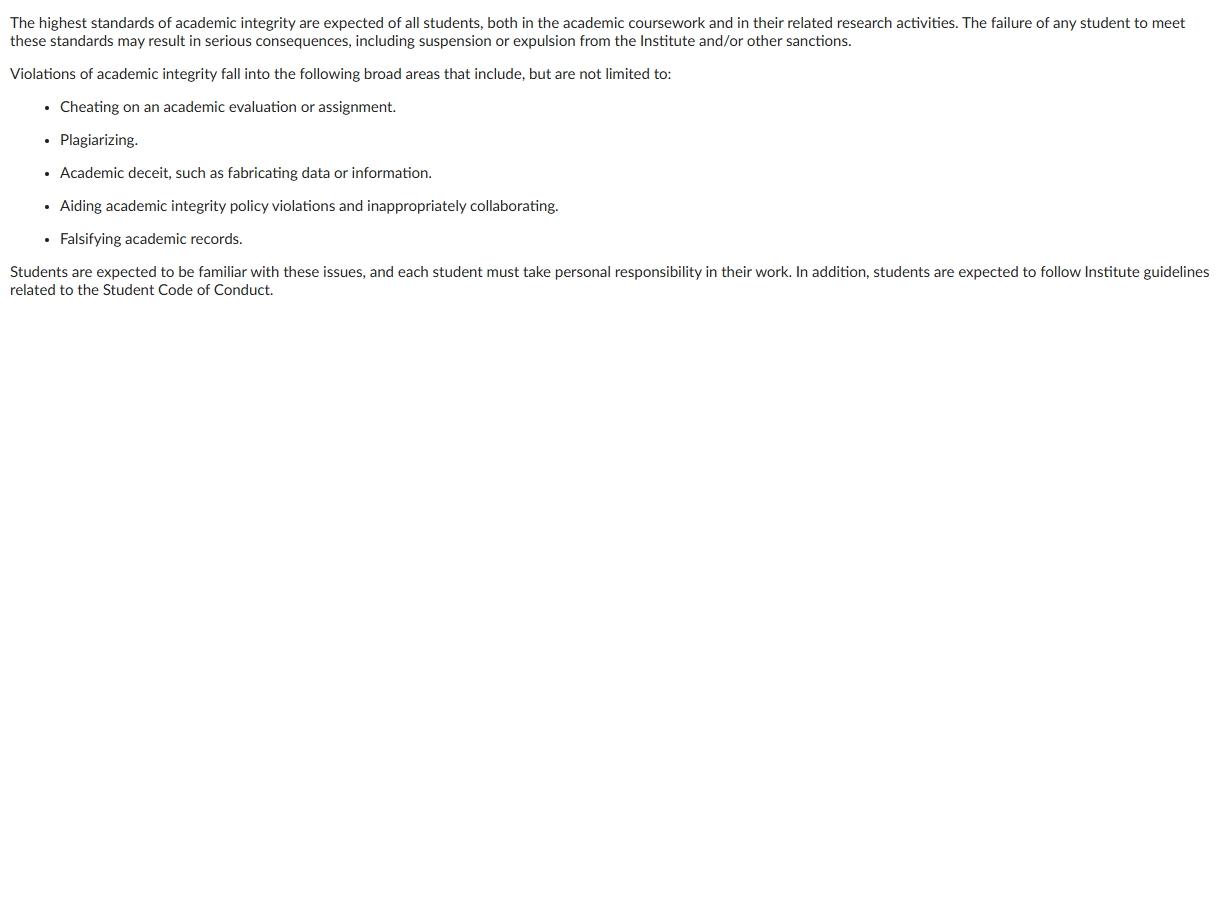 The highest standards of academic integrity are expected of all students, both in the academic coursework and in their related research activities. The failure of any student to meet
these standards may result in serious consequences, including suspension or expulsion from the Institute and/or other sanctions.
Violations of academic integrity fall into the following broad areas that include, but are not limited to:
• Cheating on an academic evaluation or assignment.
• Plagiarizing.
• Academic deceit, such as fabricating data or information.
• Aiding academic integrity policy violations and inappropriately collaborating.
• Falsifying academic records.
Students are expected to be familiar with these issues, and each student must take personal responsibility in their work. In addition, students are expected to follow Institute guidelines
related to the Student Code of Conduct.